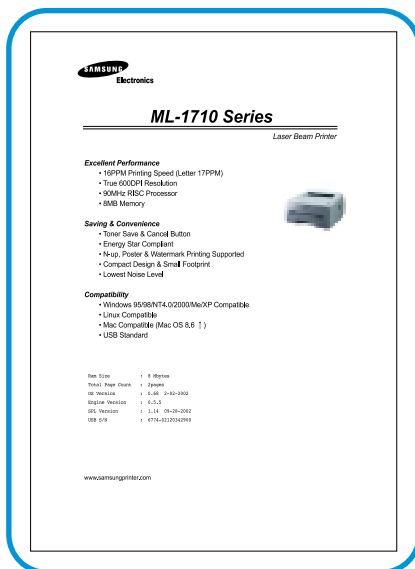 SAMSUNG
Electronics
ML-1710 Series
Laser Beam Printer
Excellent Performance
• 16PPM Printing Speed (Letter 17PPM)
• True 600DPI Resolution
• 90MHz RISC Processor
• 8MB Memory
Saving & Convenience
• Toner Save & Cancel Button
• Energy Star Compliant
• N-up, Poster & Watermark Printing Supported
• Compact Design & Small Footprint
• Lowest Noise Level
Compatibility
• Windows 95/98/NT4.0/2000/Me/XP Compatible
• Linux Compatible
• Mac Compatible (Mac OS 8,6 ↑ )
• USB Standard
Ram Size : 8 Mbytes
Total Page Count : 2pages
OS Version : 0.68 2-02-2002
Engine Version : 0.5.5
SPL Version : 1.14 09-20-2002
USB S/N : 6774-02120342900
www.samsungprinter.com